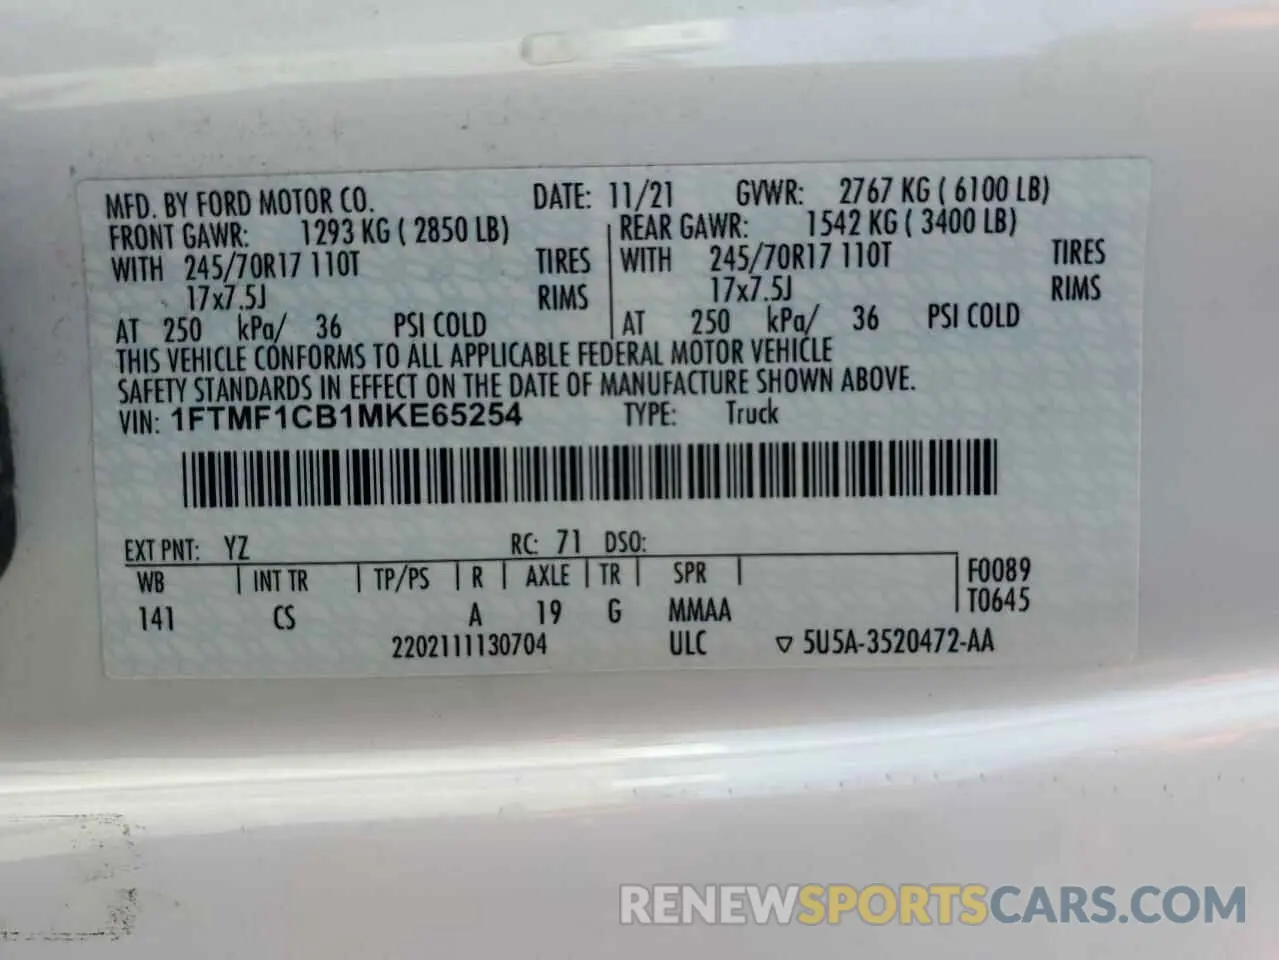 MFD. BY FORD MOTOR CO. DATE: 11/21 GVWR: 2767 KG ( 6100 LB)
FRONT GAWR: 1293 KG ( 2850 LB) REAR GAWR: 1542 KG ( 3400 LB)
WITH 245/70R17 110T TIRES WITH 245/70R17 110T TIRES
17x7.5J RIMS 17x7.5J RIMS
AT 250 kPa/ 36 PSI COLD AT 250 kPa/ 36 PSI COLD
THIS VEHICLE CONFORMS TO ALL APPLICABLE FEDERAL MOTOR VEHICLE
SAFETY STANDARDS IN EFFECT ON THE DATE OF MANUFACTURE SHOWN ABOVE.
VIN: 1FTMF1CB1MKE65254 TYPE: Truck
EXT PNT: YZ RC: 71 DSO:
WB INT TR TP/PS R AXLE TR SPR F0089
141 CS A 19 G MMAA T0645
2202111130704 ULC ▽ 5U5A-3520472-AA
RENEWSPORTSCARS.COM